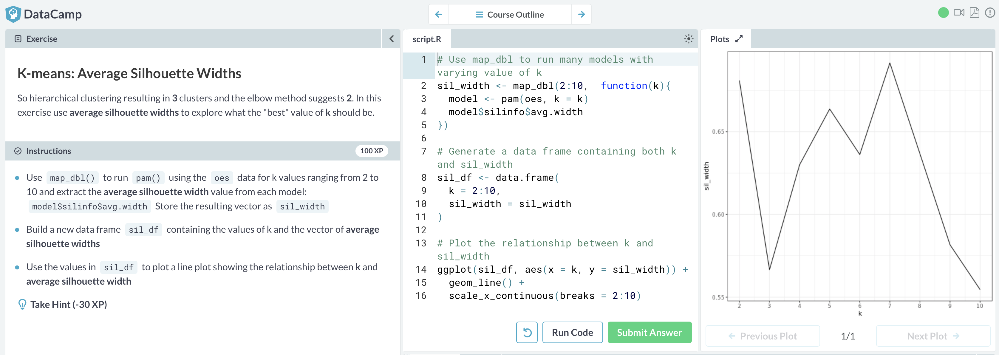 DataCamp
Course Outline
Exercise
K-means: Average Silhouette Widths
So hierarchical clustering resulting in 3 clusters and the elbow method suggests 2. In this
exercise use average silhouette widths to explore what the "best" value of k should be.
Instructions
100 XP
Use map_dbl() to run pam() using the oes data for k values ranging from 2 to
10 and extract the average silhouette width value from each model:
model$silinfo$avg.width Store the resulting vector as sil_width
Build a new data frame sil_df containing the values of k and the vector of average
silhouette widths
Use the values in sil_df to plot a line plot showing the relationship between k and
average silhouette width
Take Hint (-30 XP)
script.R
1 # Use map_dbl to run many models with
varying value of k
2 sil_width <- map_dbl(2:10,  function(k){
3   model <- pam(oes, k = k)
4   model$silinfo$avg.width
5 })
6
7 # Generate a data frame containing both k
and sil_width
8 sil_df <- data.frame(
9   k = 2:10,
10   sil_width = sil_width
11 )
12
13 # Plot the relationship between k and
sil_width
14 ggplot(sil_df, aes(x = k, y = sil_width)) +
15   geom_line() +
16   scale_x_continuous(breaks = 2:10)
Run Code
Submit Answer
Plots
0.65
0.60
0.55
sil_width
2 3 4 5 6 7 8 9 10
k
Previous Plot
1/1
Next Plot